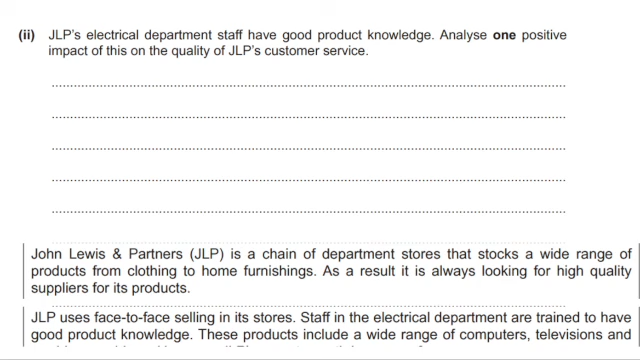 (ii) JLP's electrical department staff have good product knowledge. Analyse one positive
impact of this on the quality of JLP's customer service.
John Lewis & Partners (JLP) is a chain of department stores that stocks a wide range of
products from clothing to home furnishings. As a result it is always looking for high quality
suppliers for its products.
JLP uses face-to-face selling in its stores. Staff in the electrical department are trained to have
good product knowledge. These products include a wide range of computers, televisions and